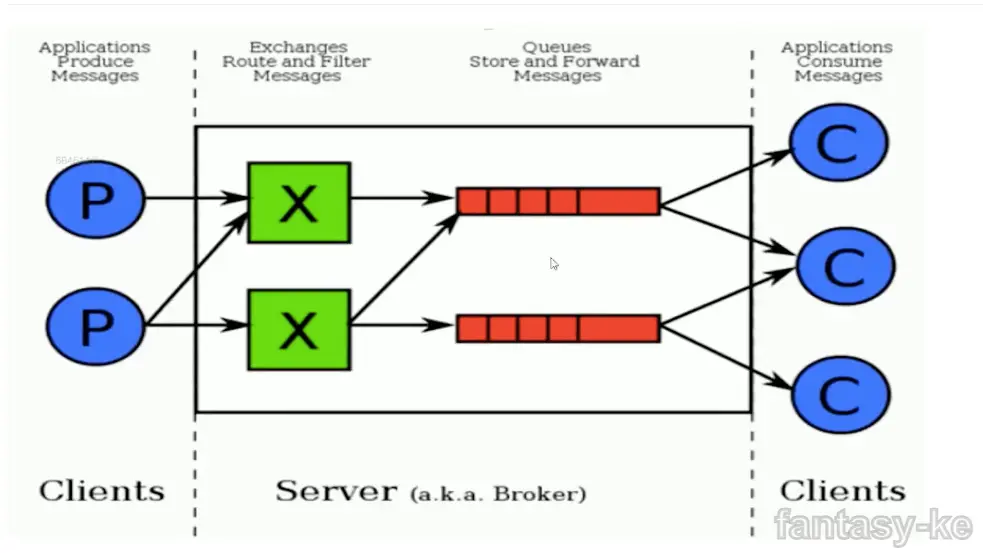 Applications
Produce
Messages
Exchanges
Route and Filter
Messages
Queues
Store and Forward
Messages
Applications
Consume
Messages
P
P
X
X
C
C
C
Clients
Server (a.k.a. Broker)
Clients
fantasy-ke